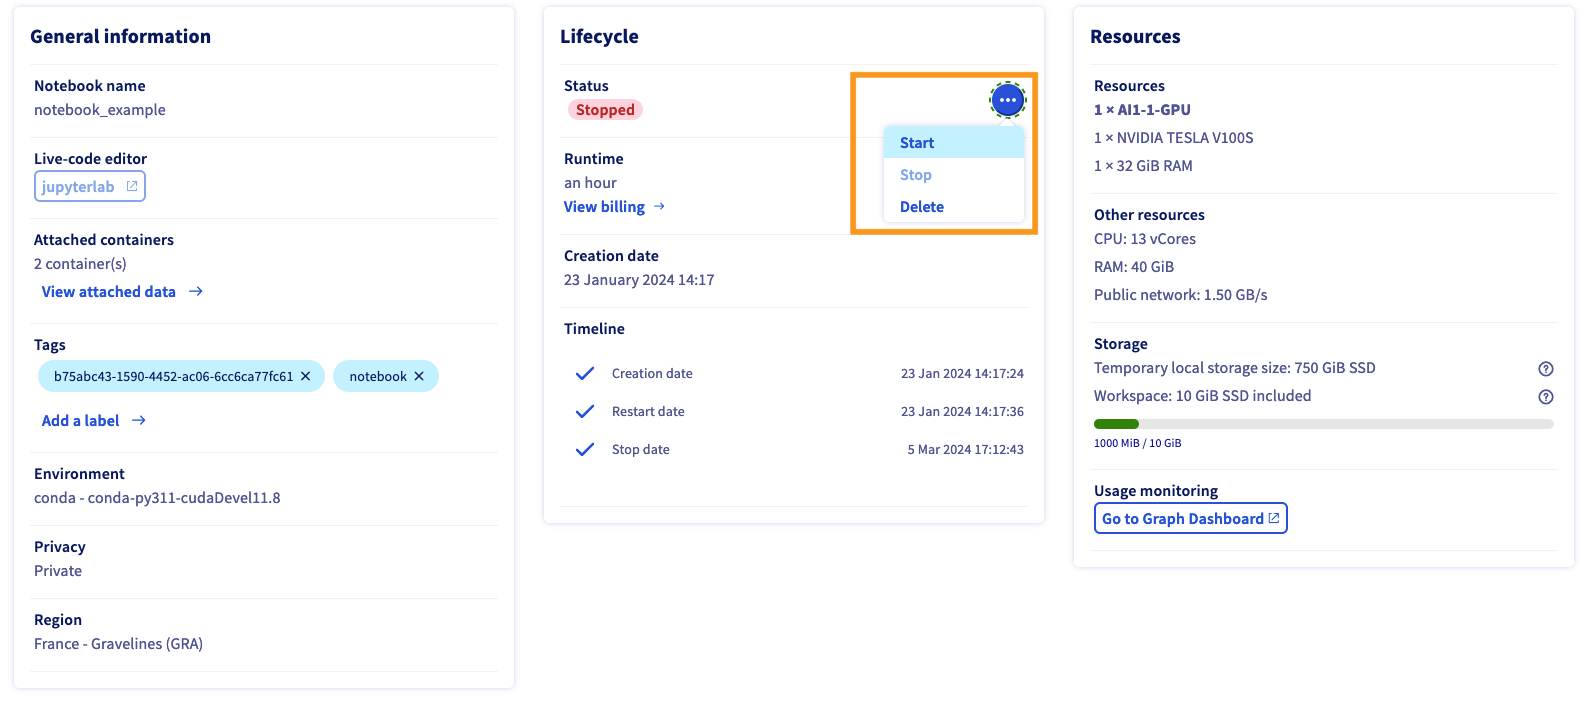 General information
Notebook name
notebook_example
Live-code editor
jupyterlab
Attached containers
2 container(s)
View attached data
Tags
b75abc43-1590-4452-ac06-6cc6ca77fc61 notebook
Add a label
Environment
conda - conda-py311-cudaDevel11.8
Privacy
Private
Region
France - Gravelines (GRA)
Lifecycle
Status
Stopped
Start
Stop
Delete
Runtime
an hour
View billing
Creation date
23 January 2024 14:17
Timeline
Creation date 23 Jan 2024 14:17:24
Restart date 23 Jan 2024 14:17:36
Stop date 5 Mar 2024 17:12:43
Resources
Resources
1 × AI1-1-GPU
1 × NVIDIA TESLA V100S
1 × 32 GiB RAM
Other resources
CPU: 13 vCores
RAM: 40 GiB
Public network: 1.50 GB/s
Storage
Temporary local storage size: 750 GiB SSD
Workspace: 10 GiB SSD included
1000 MiB / 10 GiB
Usage monitoring
Go to Graph Dashboard